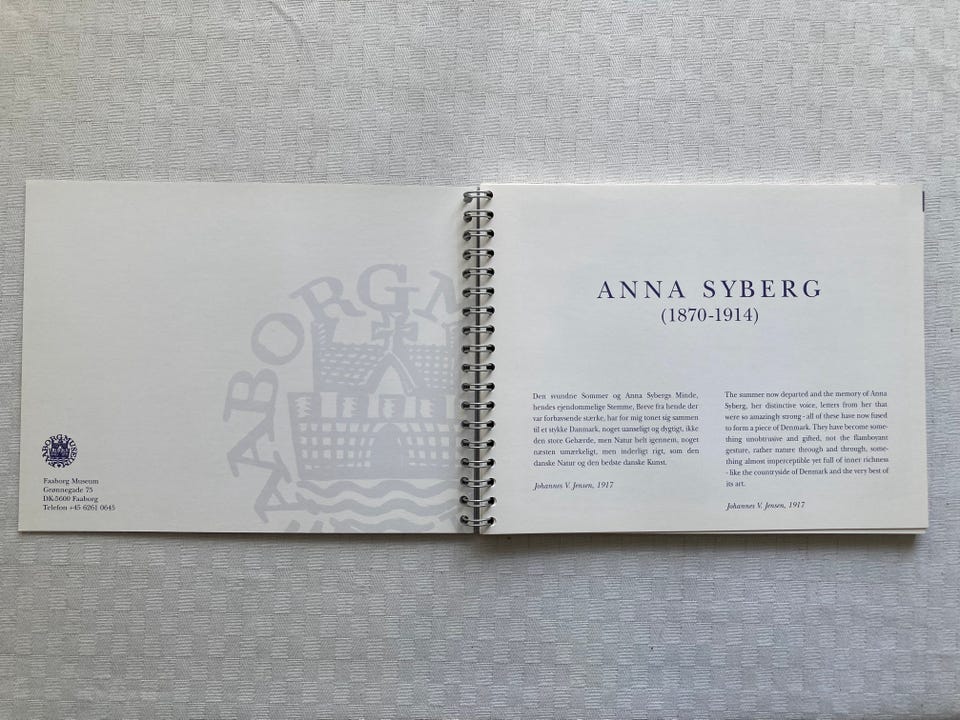 FAABORG MUSEUM
Faaborg Museum
Grønnegade 75
DK-5600 Faaborg
Telefon +45 6261 0645
AABORG M
ANNA SYBERG
(1870-1914)
Den svundne Sommer og Anna Sybergs Minde,
hendes ejendommelige Stemme, Breve fra hende der
var forbavsende stærke, har for mig tonet sig sammen
til et stykke Danmark, noget uanseligt og dygtigt, ikke
den store Gebærde, men Natur helt igennem, noget
næsten umærkeligt, men inderligt rigt, som den
danske Natur og den bedste danske Kunst.
Johannes V. Jensen, 1917
The summer now departed and the memory of Anna
Syberg, her distinctive voice, letters from her that
were so amazingly strong - all of these have now fused
to form a piece of Denmark. They have become some-
thing unobtrusive and gifted, not the flamboyant
gesture, rather nature through and through, some-
thing almost imperceptible yet full of inner richness
- like the countryside of Denmark and the very best of
its art.
Johannes V. Jensen, 1917